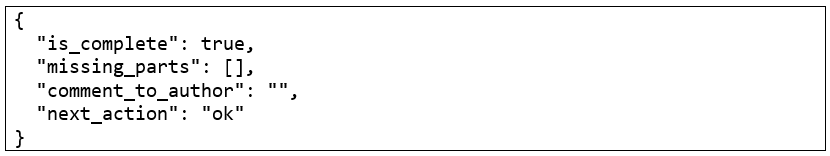 {
  "is_complete": true,
  "missing_parts": [],
  "comment_to_author": "",
  "next_action": "ok"
}